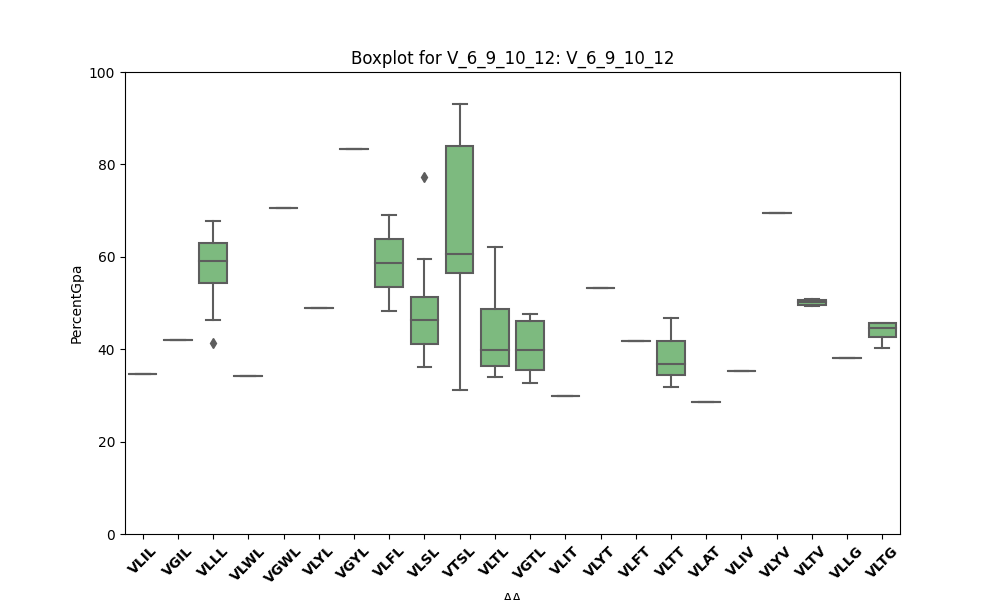 Boxplot for V_6_9_10_12: V_6_9_10_12
100
80
60
40
20
0
PercentGpa
VLIL VGIL VLLL VLWL VGWL VLYL VGYL VLFL VLSL VTSL VLTL VGTL VLIT VLYT VLFT VLTT VLAT VLIV VLYV VLTV VLLG VLTG
AA